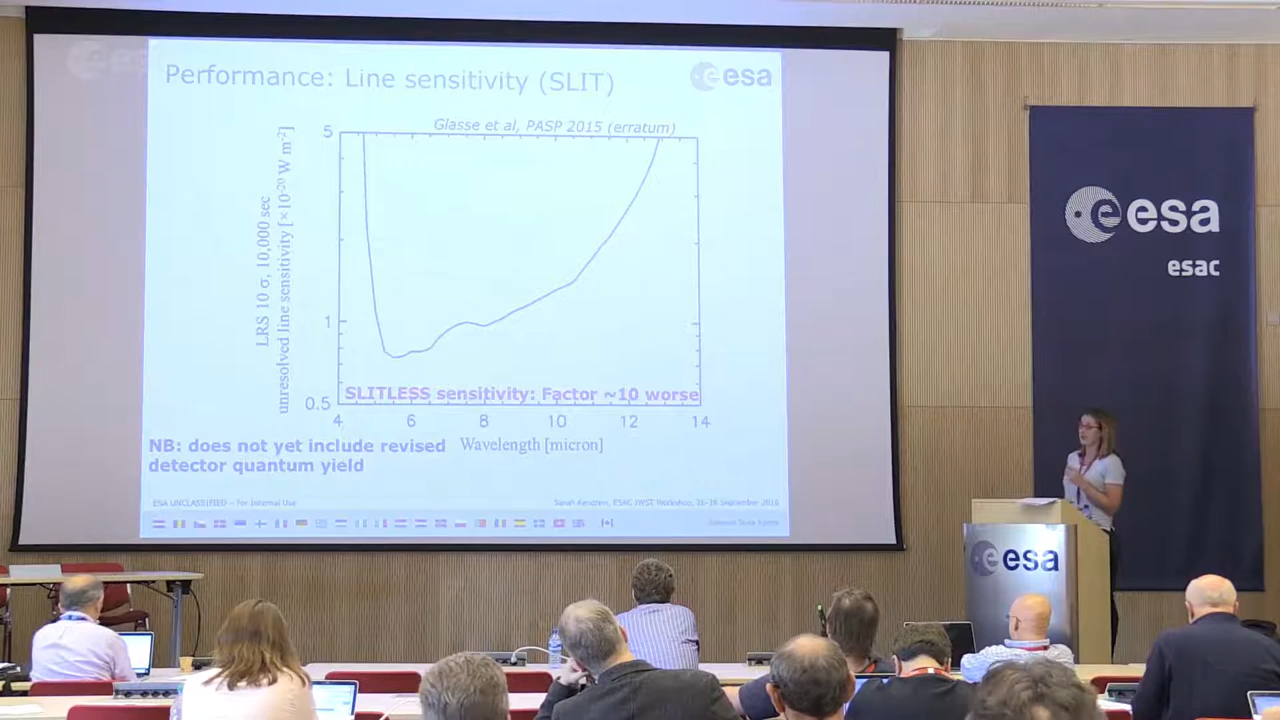 esa
Performance: Line sensitivity (SLIT)
esa
Glasse et al, PASP 2015 (erratum)
LRS 10 σ, 10,000 sec
unresolved line sensitivity [×10-20 W m-2]
5
1
0.5
SLITLESS sensitivity: Factor ~10 worse
4 6 8 10 12 14
Wavelength [micron]
NB: does not yet include revised
detector quantum yield
ESA UNCLASSIFIED – For Internal Use
ESAC JWST Workshop, 26-28 September 2016
esa
esac
esa